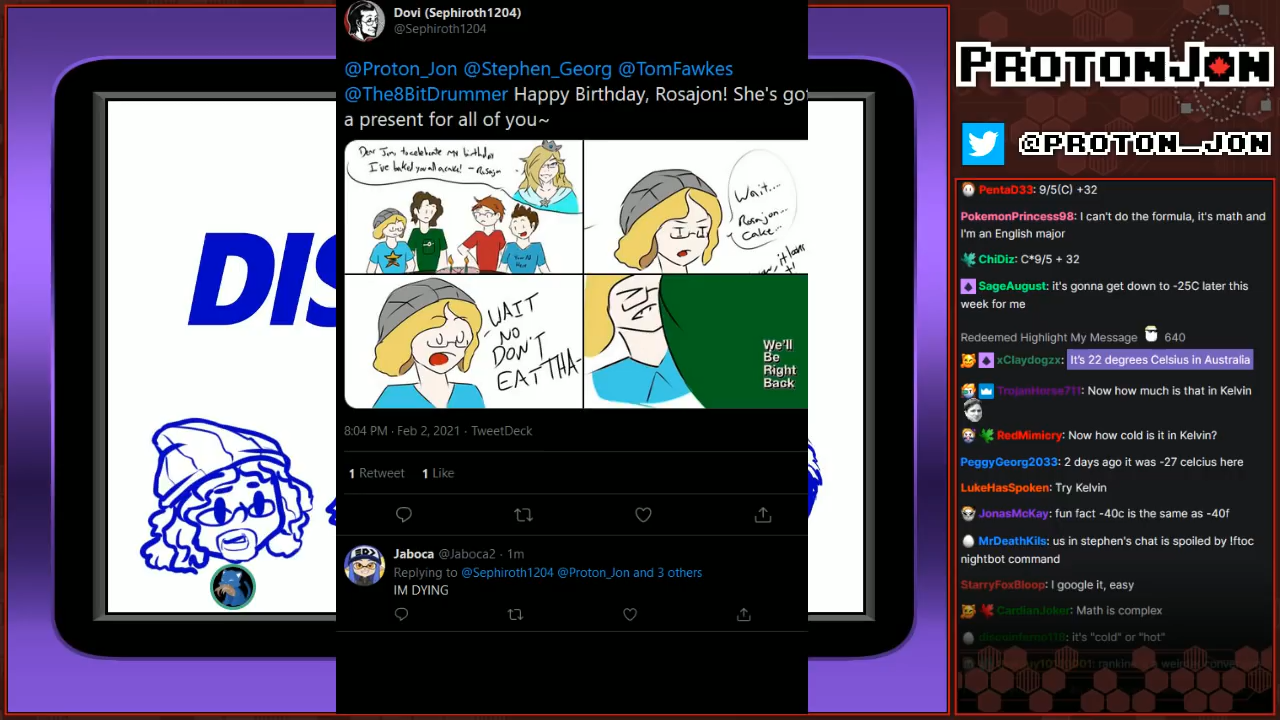 Dovi (Sephiroth1204)
@Sephiroth1204
@Proton_Jon @Stephen_Georg @TomFawkes
@The8BitDrummer Happy Birthday, Rosajon! She's got
a present for all of you~
Dear Jon, to celebrate my birthday
I've baked you all a cake! - Rosajon
Wait...
Rosajon...
Cake...
WAIT
NO
DON'T
EAT THA-
We'll
Be
Right
Back
8:04 PM · Feb 2, 2021 · TweetDeck
1 Retweet 1 Like
Jaboca @Jaboca2 · 1m
Replying to @Sephiroth1204 @Proton_Jon and 3 others
IM DYING
DIS
PROTONJON
@PROTON_JON
PentaD33: 9/5(C) +32
PokemonPrincess98: I can't do the formula, it's math and
I'm an English major
ChiDiz: C*9/5 + 32
SageAugust: it's gonna get down to -25C later this
week for me
Redeemed Highlight My Message 640
xClaydogzx: It's 22 degrees Celsius in Australia
TrojanHorse711: Now how much is that in Kelvin
RedMimicry: Now how cold is it in Kelvin?
PeggyGeorg2033: 2 days ago it was -27 celcius here
LukeHasSpoken: Try Kelvin
JonasMcKay: fun fact -40c is the same as -40f
MrDeathKils: us in stephen's chat is spoiled by !ftoc
nightbot command
StarryFoxBloop: I google it, easy
CardianJoker: Math is complex
it's "cold" or "hot"